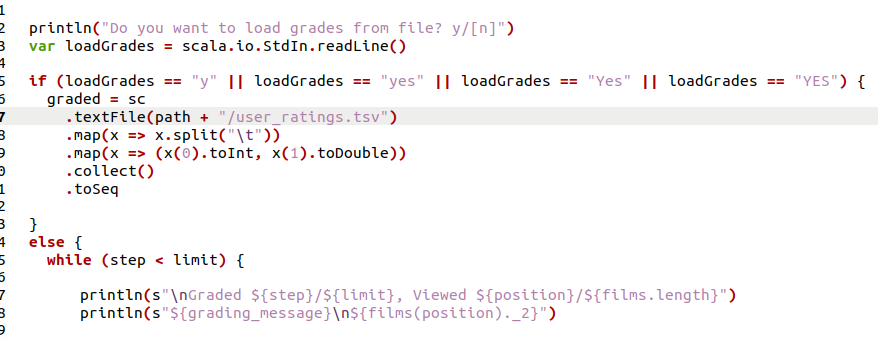 1
2 println("Do you want to load grades from file? y/[n]")
3 var loadGrades = scala.io.StdIn.readLine()
4
5 if (loadGrades == "y" || loadGrades == "yes" || loadGrades == "Yes" || loadGrades == "YES") {
6 graded = sc
7 .textFile(path + "/user_ratings.tsv")
8 .map(x => x.split("\t"))
9 .map(x => (x(0).toInt, x(1).toDouble))
0 .collect()
1 .toSeq
2
3 }
4 else {
5 while (step < limit) {
6
7 println(s"\nGraded ${step}/${limit}, Viewed ${position}/${films.length}")
8 println(s"${grading_message}\n${films(position)._2}")
9